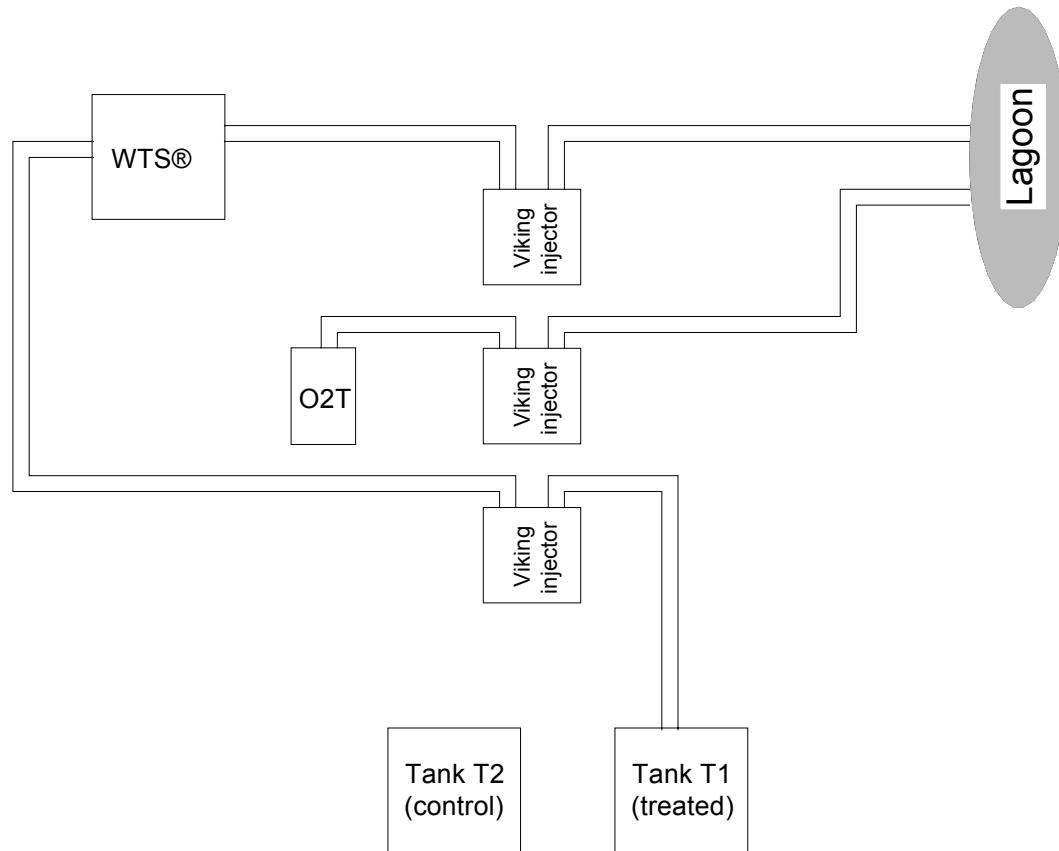 WTS®
Lagoon
Viking
injector
O2T
Viking
injector
Viking
injector
Tank T2
(control)
Tank T1
(treated)